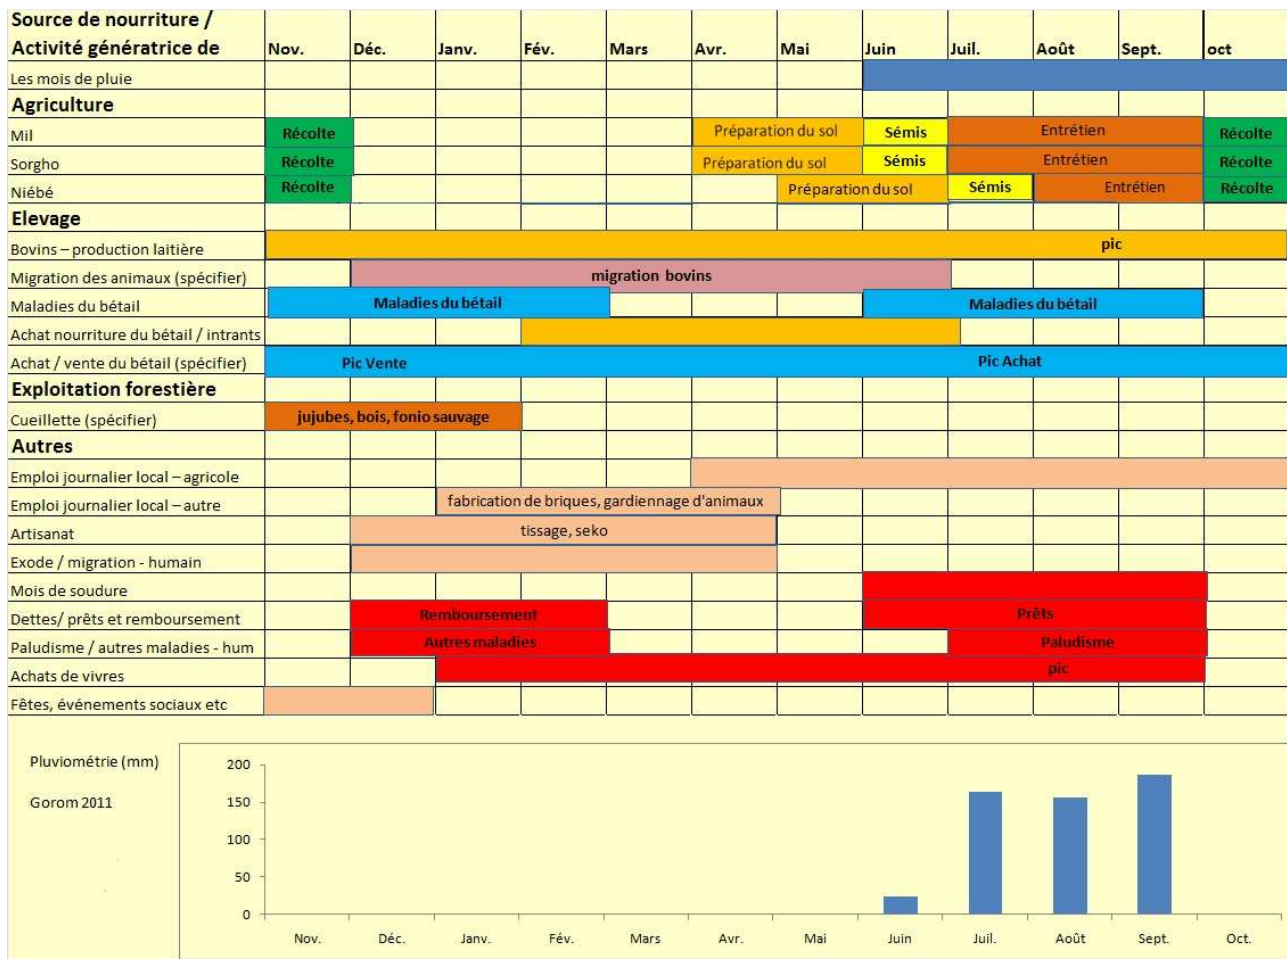 Source de nourriture /
Activité génératrice de Nov. Déc. Janv. Fév. Mars Avr. Mai Juin Juil. Août Sept. oct
Les mois de pluie
Agriculture
Mil Récolte Préparation du sol Sémis Entrétien Récolte
Sorgho Récolte Préparation du sol Sémis Entrétien Récolte
Niébé Récolte Préparation du sol Sémis Entrétien Récolte
Elevage
Bovins – production laitière pic
Migration des animaux (spécifier) migration bovins
Maladies du bétail Maladies du bétail Maladies du bétail
Achat nourriture du bétail / intrants
Achat / vente du bétail (spécifier) Pic Vente Pic Achat
Exploitation forestière
Cueillette (spécifier) jujubes, bois, fonio sauvage
Autres
Emploi journalier local – agricole
Emploi journalier local – autre fabrication de briques, gardiennage d'animaux
Artisanat tissage, seko
Exode / migration - humain
Mois de soudure
Dettes/ prêts et remboursement Remboursement Prêts
Paludisme / autres maladies - hum Autres maladies Paludisme
Achats de vivres pic
Fêtes, événements sociaux etc
Pluviométrie (mm)
Gorom 2011
200
150
100
50
0
Nov. Déc. Janv. Fév. Mars Avr. Mai Juin Juil. Août Sept. Oct.